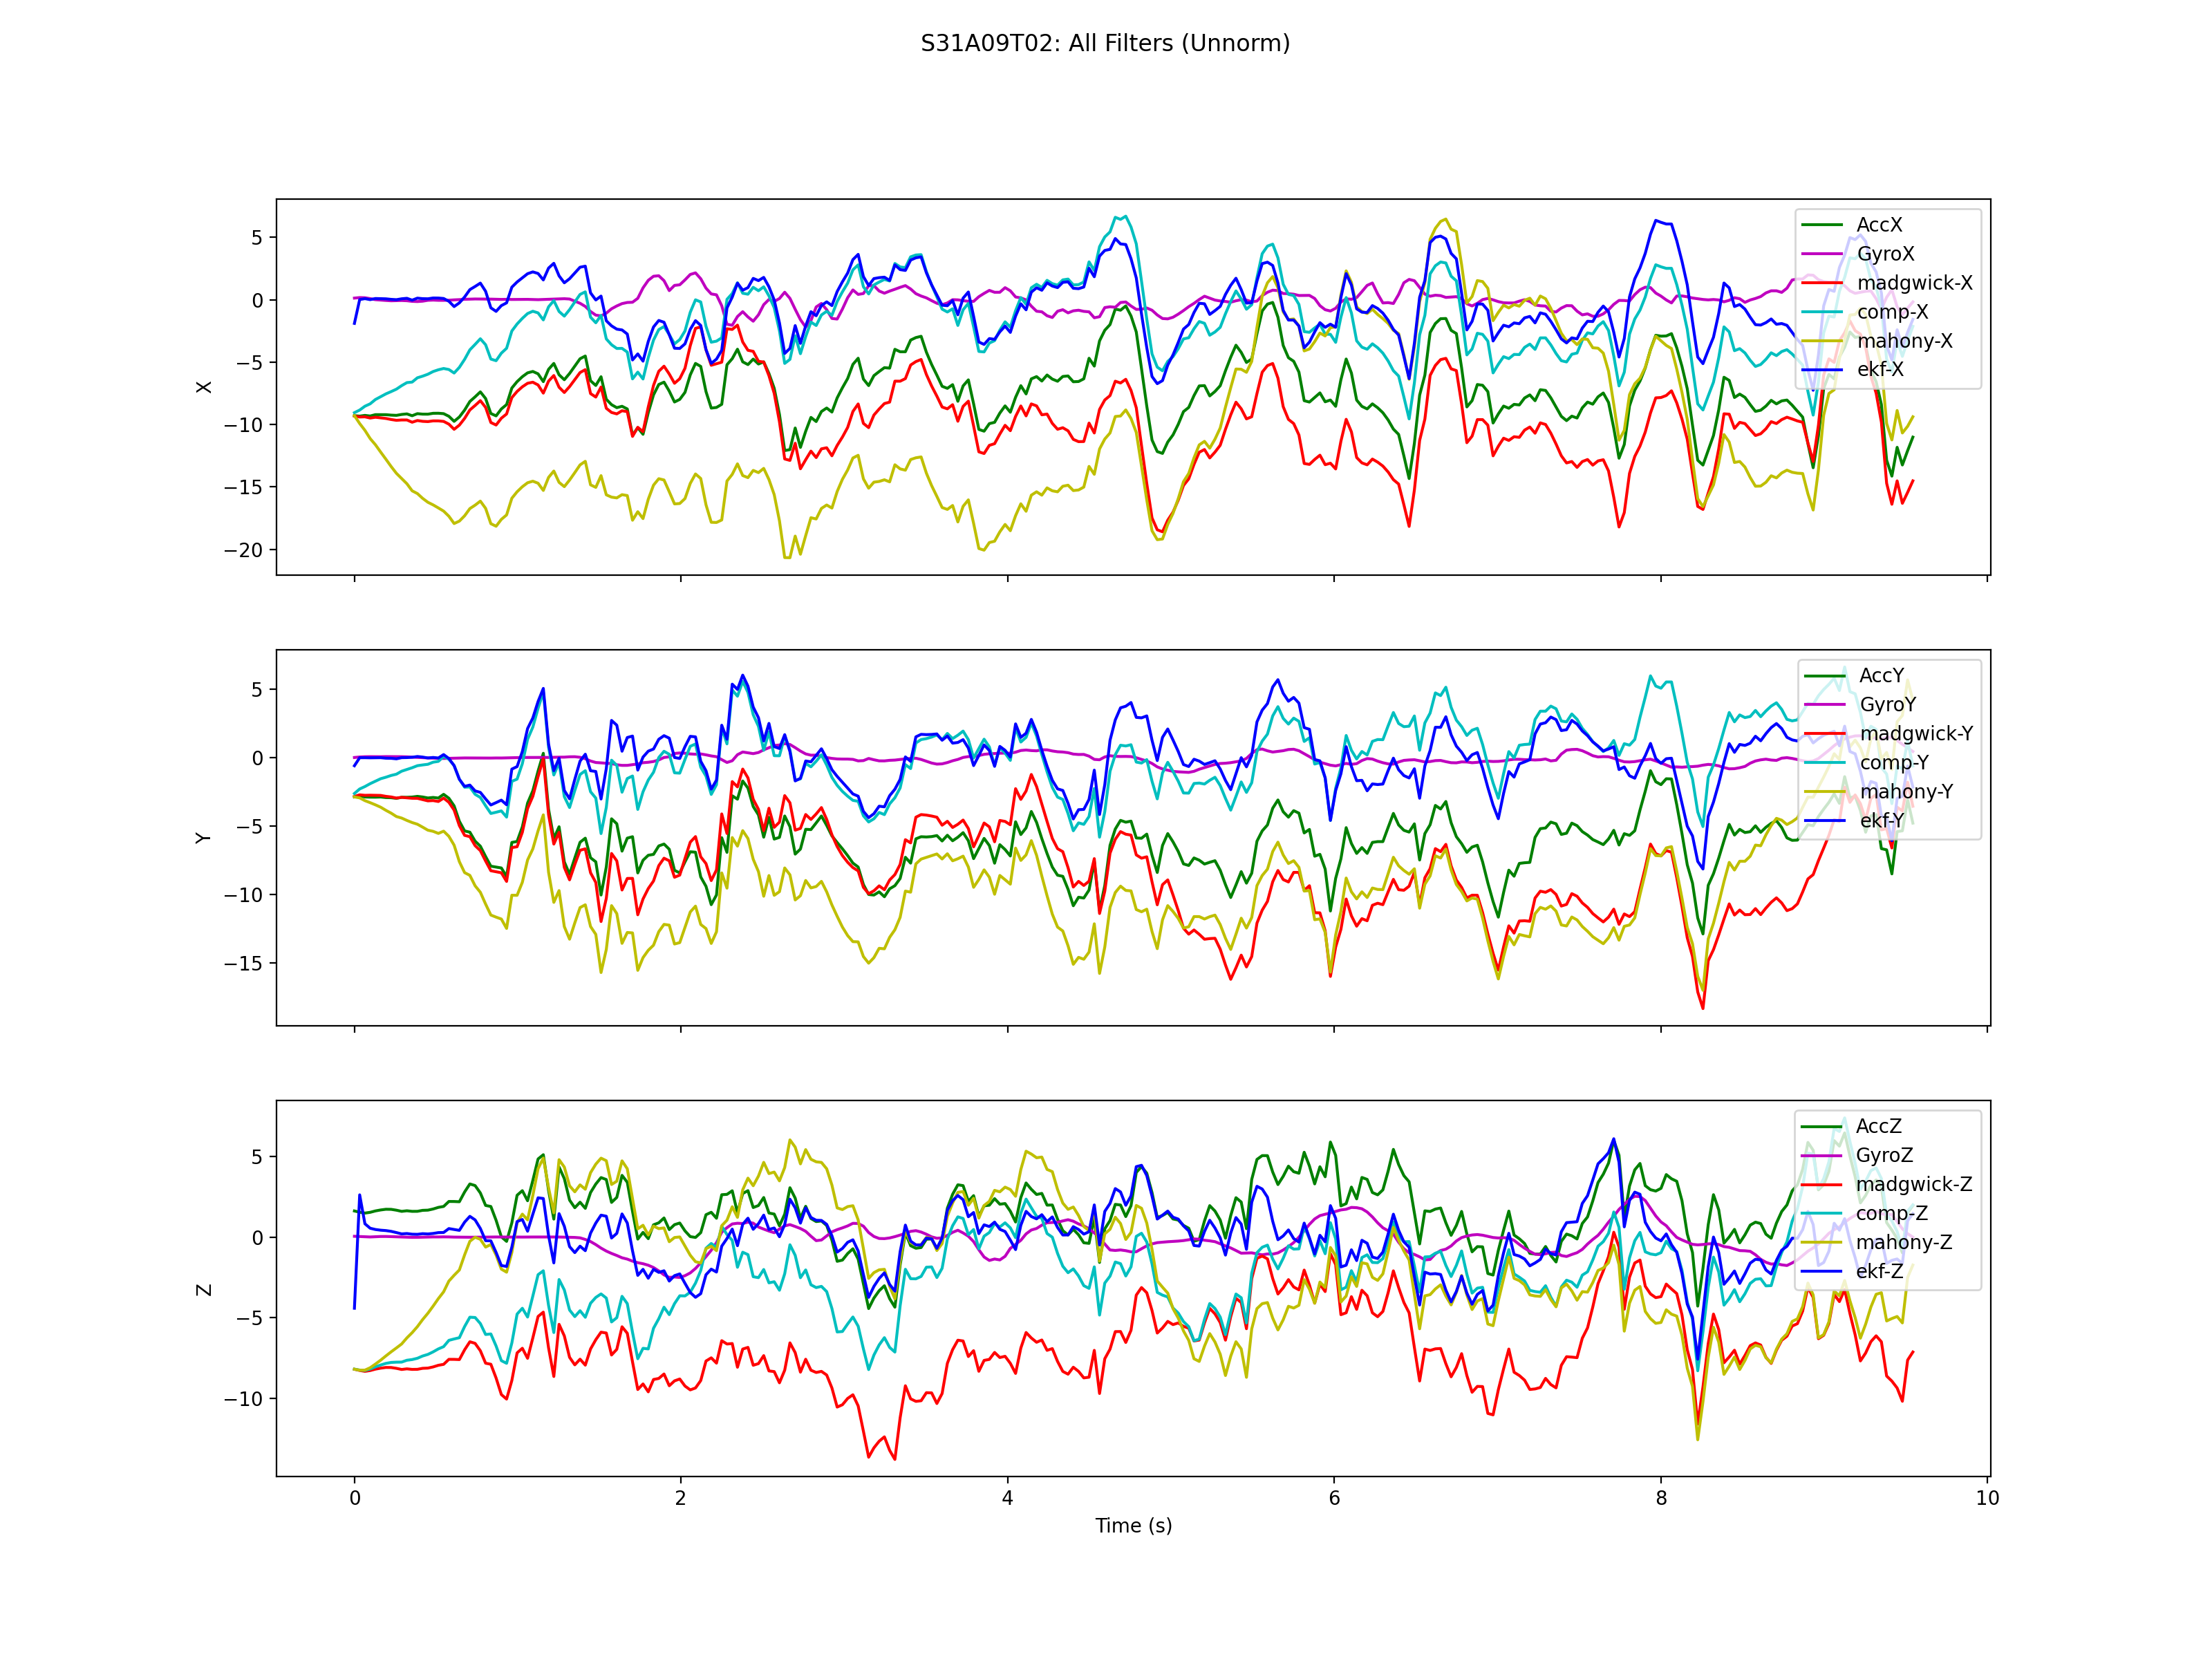 S31A09T02: All Filters (Unnorm)
5
0
−5
−10
−15
−20
X
AccX
GyroX
madgwick-X
comp-X
mahony-X
ekf-X
5
0
−5
−10
−15
Y
AccY
GyroY
madgwick-Y
comp-Y
mahony-Y
ekf-Y
5
0
−5
−10
Z
AccZ
GyroZ
madgwick-Z
comp-Z
mahony-Z
ekf-Z
0 2 4 6 8 10
Time (s)